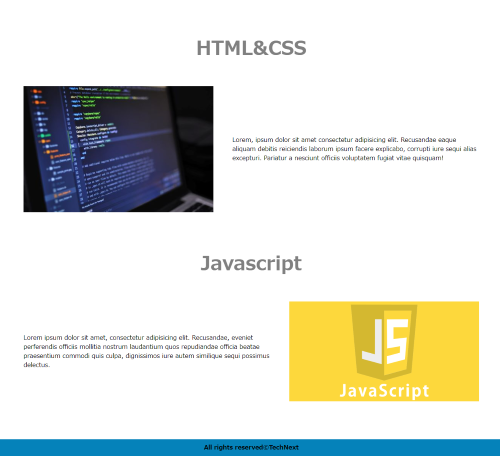 HTML&CSS
Lorem, ipsum dolor sit amet consectetur adipisicing elit. Recusandae eaque
aliquam debitis reiciendis laborum ipsum facere explicabo, corrupti iure sequi alias
excepturi. Pariatur a nesciunt officiis voluptatem fugiat vitae quisquam!
Javascript
Lorem ipsum dolor sit amet, consectetur adipisicing elit. Recusandae, eveniet
perferendis officiis mollitia nostrum laudantium quos repudiandae officia beatae
praesentium commodi quis culpa, dignissimos iure autem similique sequi possimus
delectus.
JS
JavaScript
All rights reserved©TechNext